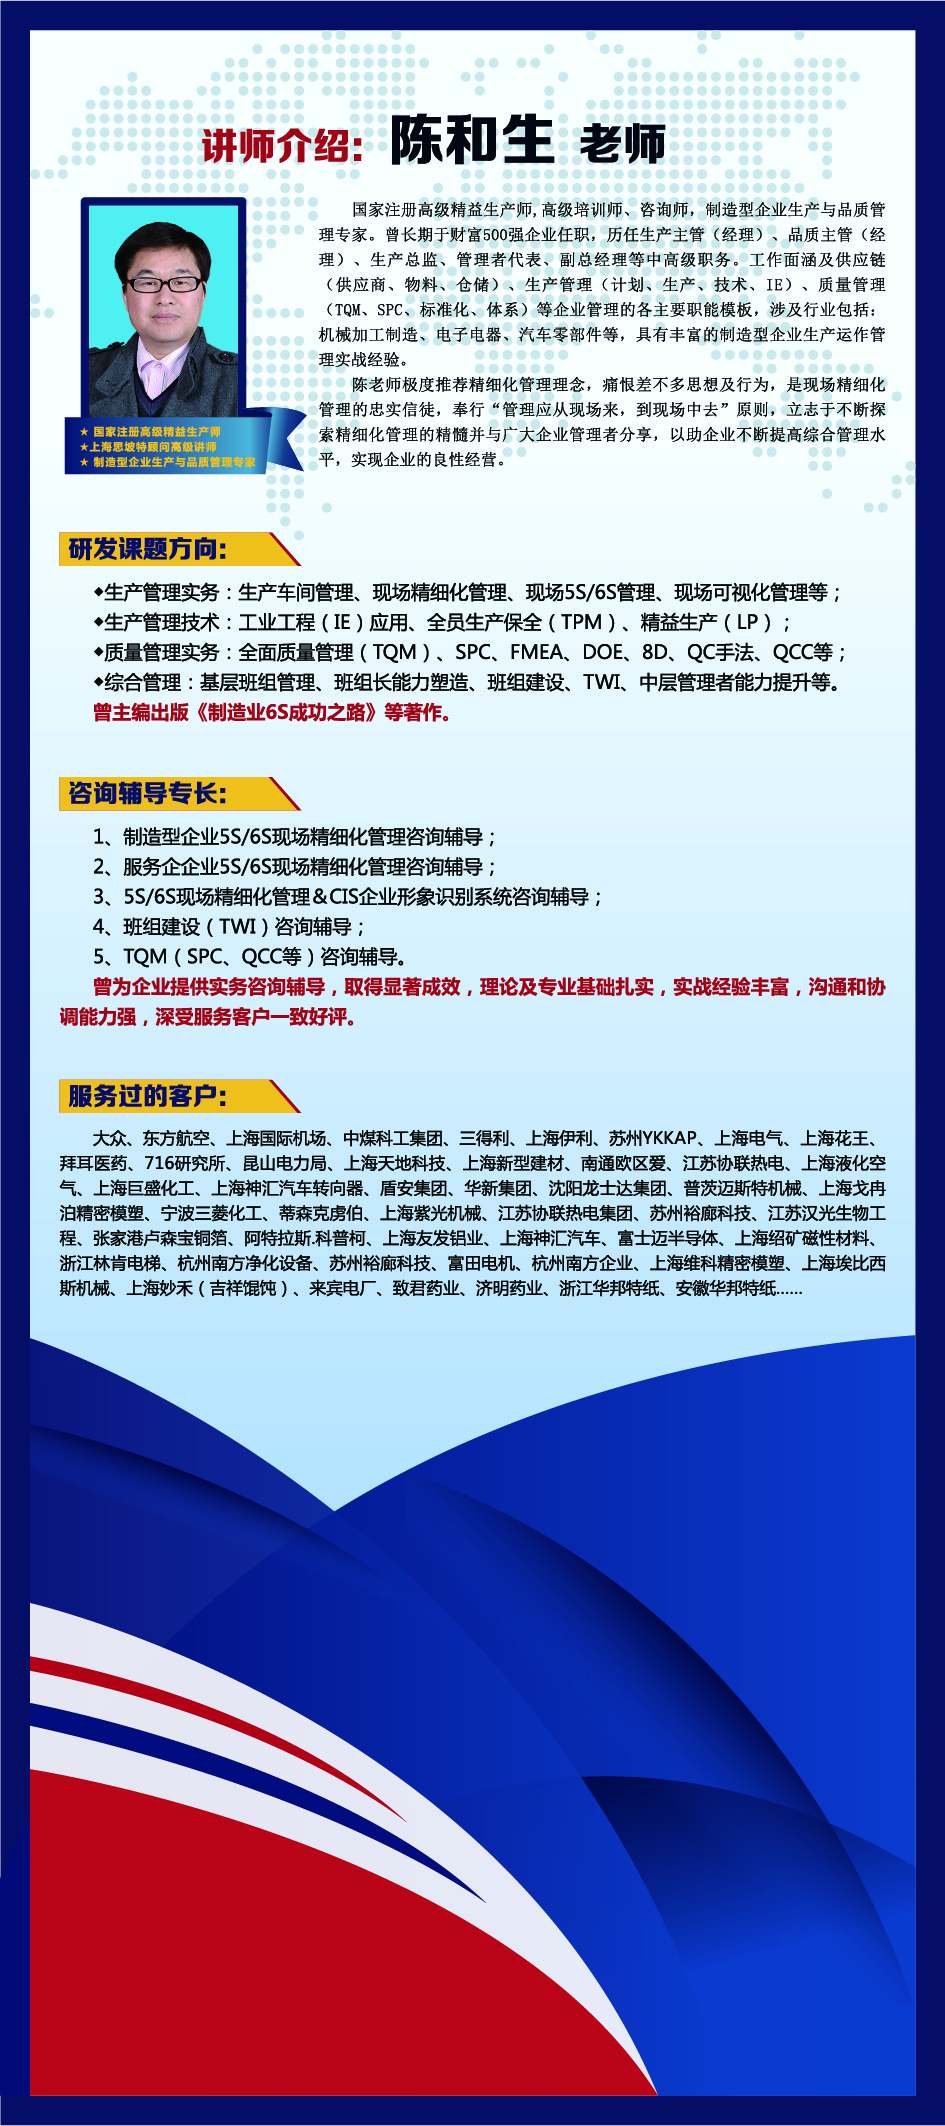 讲师介绍: 陈和生 老师
国家注册高级精益生产师,高级培训师、咨询师，制造型企业生产与品质管
理专家。曾长期于财富500强企业任职，历任生产主管（经理）、品质主管（经
理）、生产总监、管理者代表、副总经理等中高级职务。工作面涵及供应链
（供应商、物料、仓储）、生产管理（计划、生产、技术、IE）、质量管理
（TQM、SPC、标准化、体系）等企业管理的各主要职能模板，涉及行业包括：
机械加工制造、电子电器、汽车零部件等，具有丰富的制造型企业生产运作管
理实战经验。
陈老师极度推荐精细化管理理念，痛恨差不多思想及行为，是现场精细化
管理的忠实信徒，奉行“管理应从现场来，到现场中去”原则，立志于不断探
索精细化管理的精髓并与广大企业管理者分享，以助企业不断提高综合管理水
平，实现企业的良性经营。
★ 国家注册高级精益生产师
★上海思坡特顾问高级讲师
★ 制造型企业生产与品质管理专家
研发课题方向:
◆生产管理实务：生产车间管理、现场精细化管理、现场5S/6S管理、现场可视化管理等；
◆生产管理技术：工业工程（IE）应用、全员生产保全（TPM）、精益生产（LP）；
◆质量管理实务：全面质量管理（TQM）、SPC、FMEA、DOE、8D、QC手法、QCC等；
◆综合管理：基层班组管理、班组长能力塑造、班组建设、TWI、中层管理者能力提升等。
曾主编出版《制造业6S成功之路》等著作。
咨询辅导专长:
1、制造型企业5S/6S现场精细化管理咨询辅导；
2、服务企企业5S/6S现场精细化管理咨询辅导；
3、5S/6S现场精细化管理＆CIS企业形象识别系统咨询辅导；
4、班组建设（TWI）咨询辅导；
5、TQM（SPC、QCC等）咨询辅导。
曾为企业提供实务咨询辅导，取得显著成效，理论及专业基础扎实，实战经验丰富，沟通和协
调能力强，深受服务客户一致好评。
服务过的客户:
大众、东方航空、上海国际机场、中煤科工集团、三得利、上海伊利、苏州YKKAP、上海电气、上海花王、
拜耳医药、716研究所、昆山电力局、上海天地科技、上海新型建材、南通欧区爱、江苏协联热电、上海液化空
气、上海巨盛化工、上海神汇汽车转向器、盾安集团、华新集团、沈阳龙士达集团、普茨迈斯特机械、上海戈冉
泊精密模塑、宁波三菱化工、蒂森克虏伯、上海紫光机械、江苏协联热电集团、苏州裕廊科技、江苏汉光生物工
程、张家港卢森宝铜箔、阿特拉斯.科普柯、上海友发铝业、上海神汇汽车、富士迈半导体、上海绍矿磁性材料、
浙江林肯电梯、杭州南方净化设备、苏州裕廊科技、富田电机、杭州南方企业、上海维科精密模塑、上海埃比西
斯机械、上海妙禾（吉祥馄饨）、来宾电厂、致君药业、济明药业、浙江华邦特纸、安徽华邦特纸......